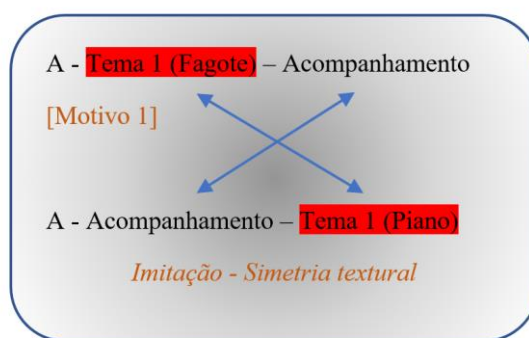 A - Tema 1 (Fagote) – Acompanhamento
[Motivo 1]
A - Acompanhamento – Tema 1 (Piano)
Imitação - Simetria textural